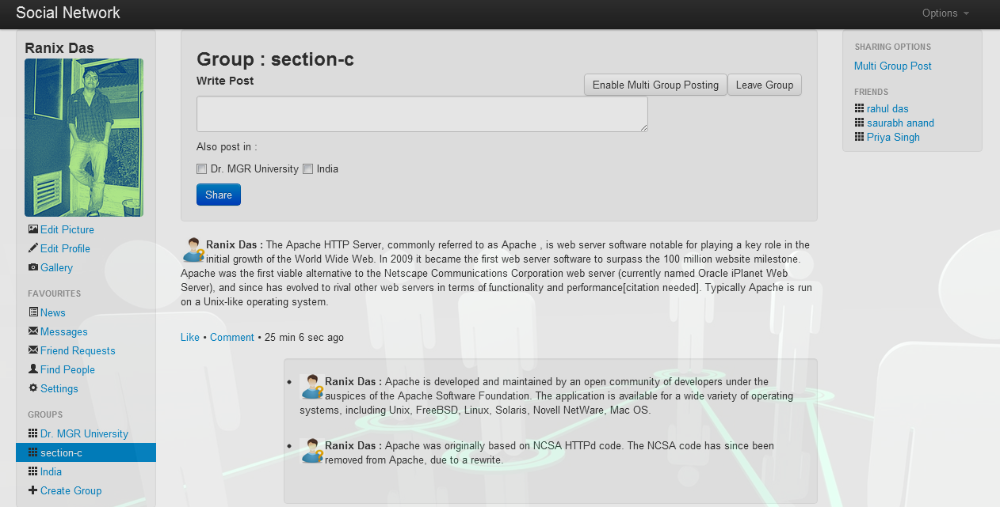 Social Network
Options
Ranix Das
Edit Picture
Edit Profile
Gallery
FAVOURITES
News
Messages
Friend Requests
Find People
Settings
GROUPS
Dr. MGR University
section-c
India
Create Group
Group : section-c
Write Post
Enable Multi Group Posting
Leave Group
Also post in :
Dr. MGR University India
Share
Ranix Das : The Apache HTTP Server, commonly referred to as Apache , is web server software notable for playing a key role in the
initial growth of the World Wide Web. In 2009 it became the first web server software to surpass the 100 million website milestone.
Apache was the first viable alternative to the Netscape Communications Corporation web server (currently named Oracle iPlanet Web
Server), and since has evolved to rival other web servers in terms of functionality and performance[citation needed]. Typically Apache is run
on a Unix-like operating system.
Like • Comment • 25 min 6 sec ago
Ranix Das : Apache is developed and maintained by an open community of developers under the
auspices of the Apache Software Foundation. The application is available for a wide variety of operating
systems, including Unix, FreeBSD, Linux, Solaris, Novell NetWare, Mac OS.
Ranix Das : Apache was originally based on NCSA HTTPd code. The NCSA code has since been
removed from Apache, due to a rewrite.
SHARING OPTIONS
Multi Group Post
FRIENDS
rahul das
saurabh anand
Priya Singh